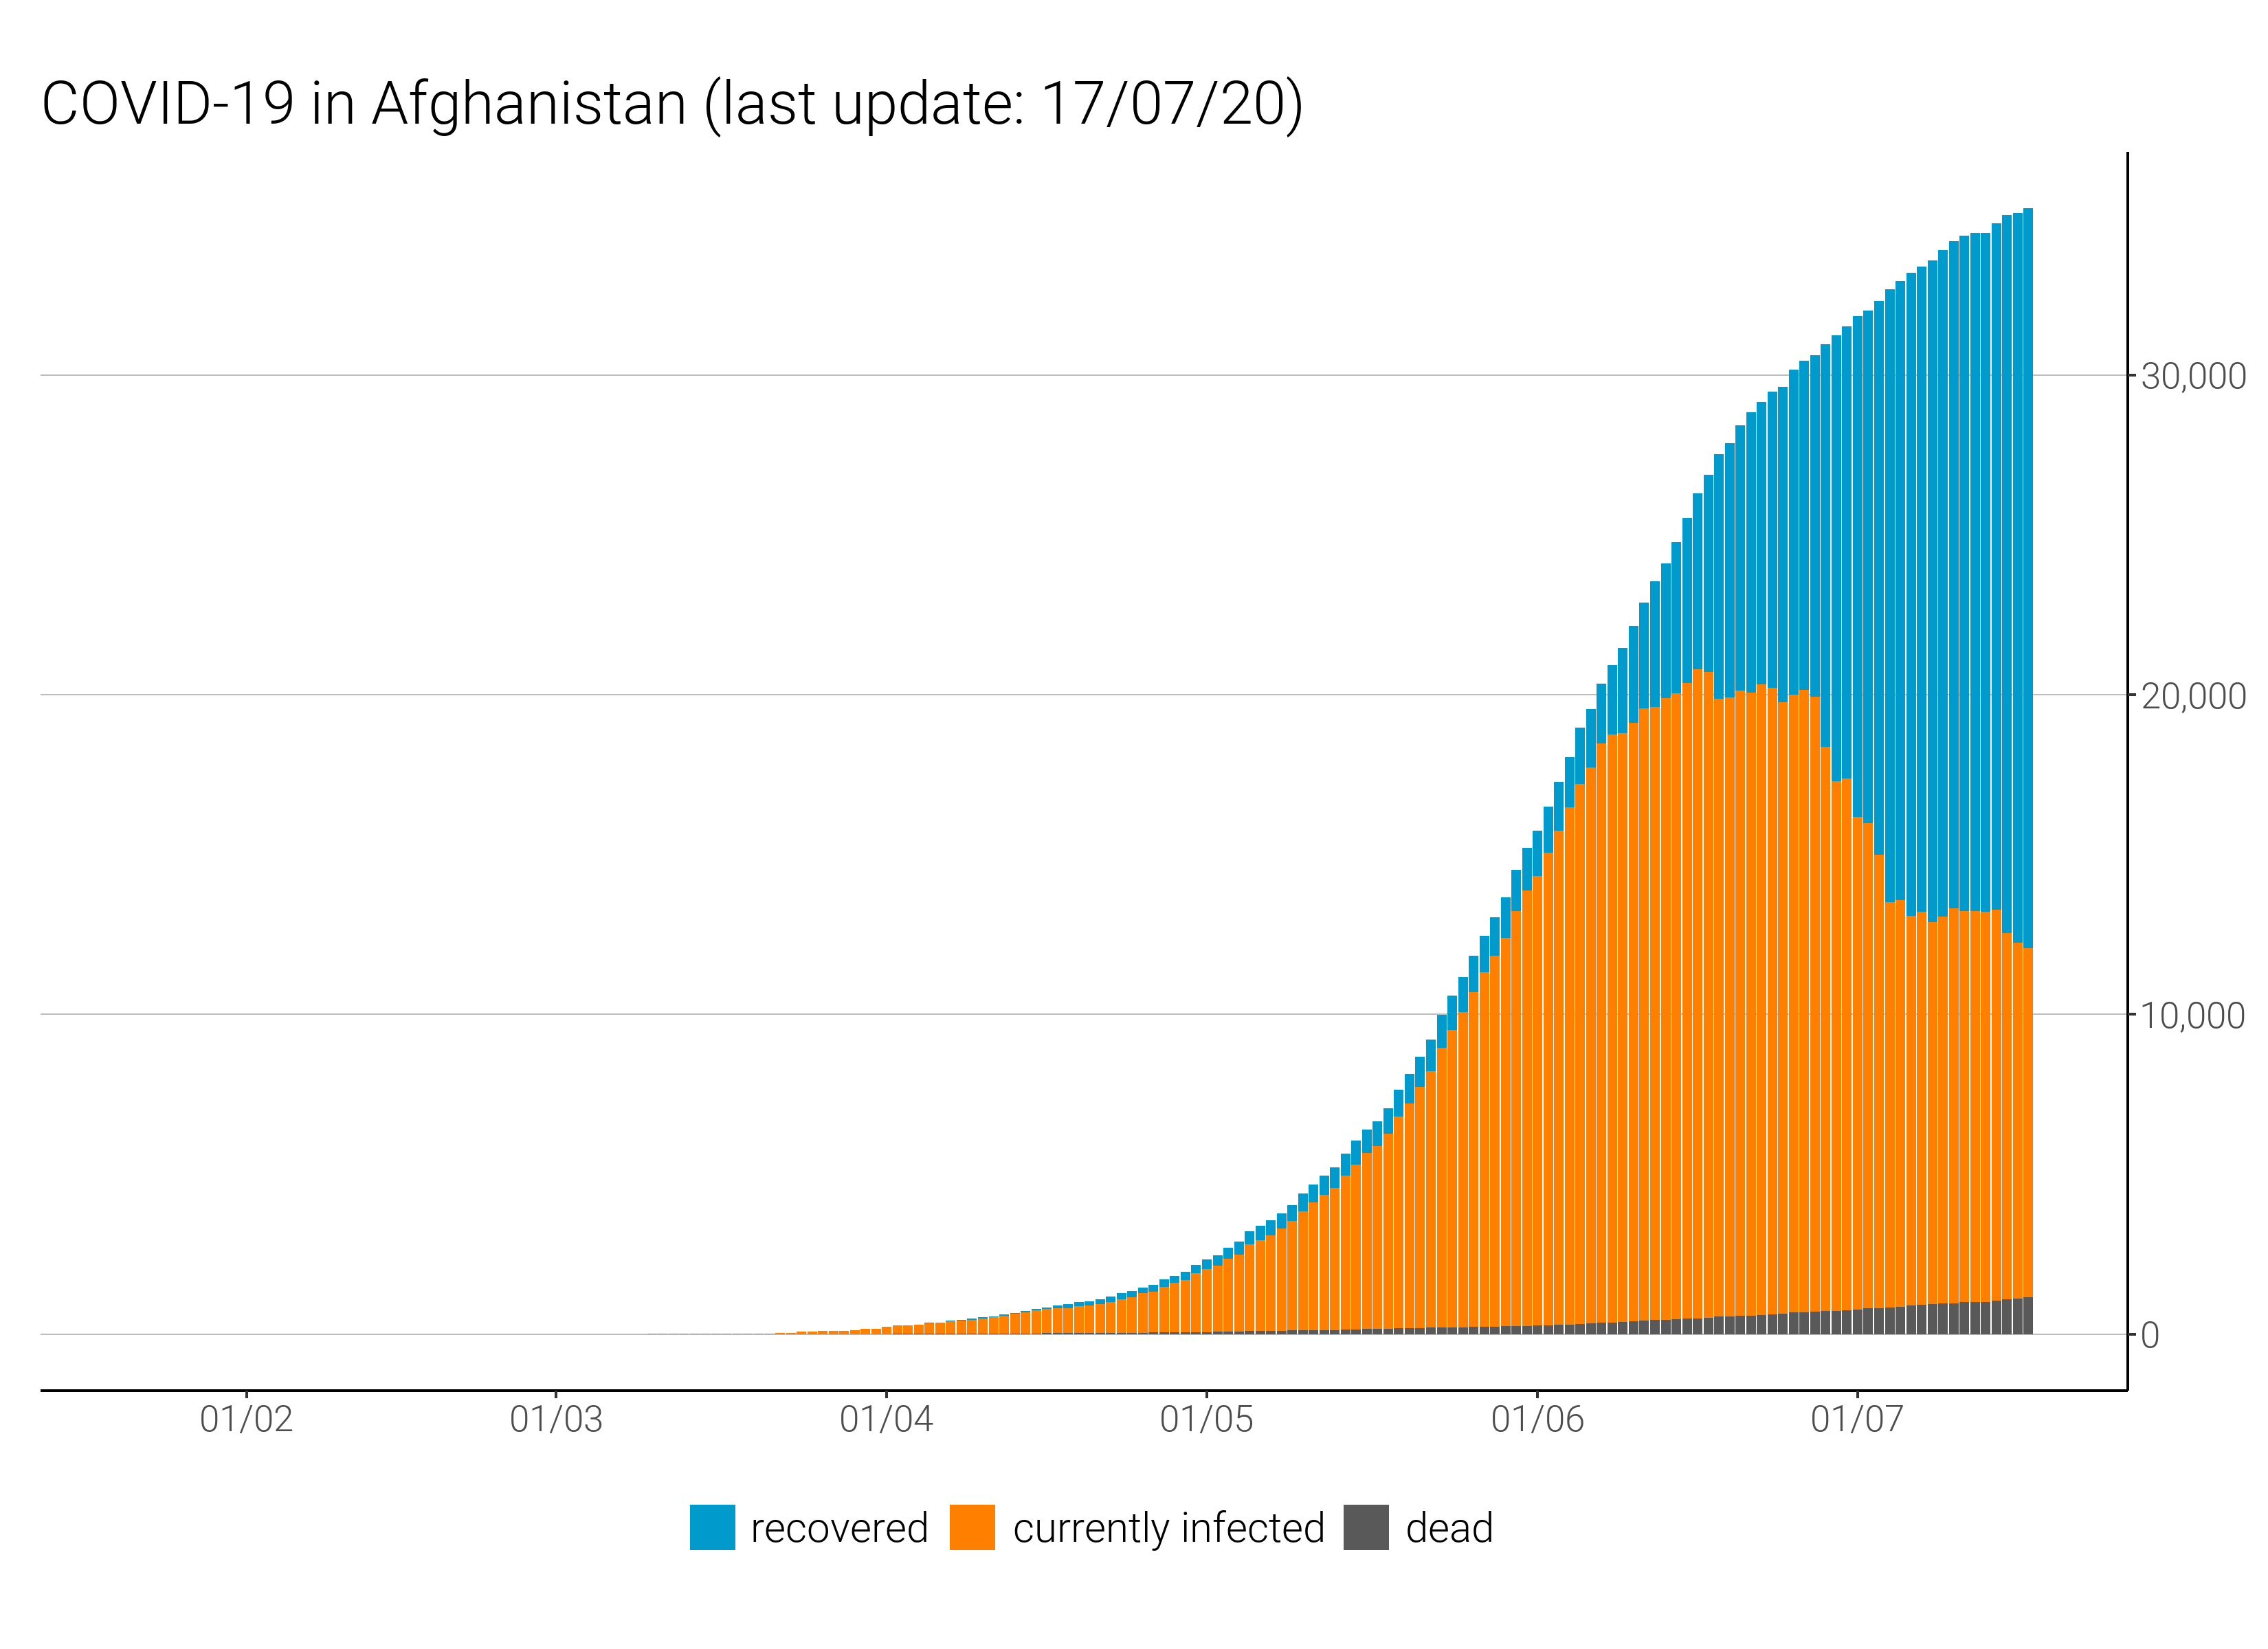 COVID-19 in Afghanistan (last update: 17/07/20)
30,000
20,000
10,000
0
01/02 01/03 01/04 01/05 01/06 01/07
recovered currently infected dead